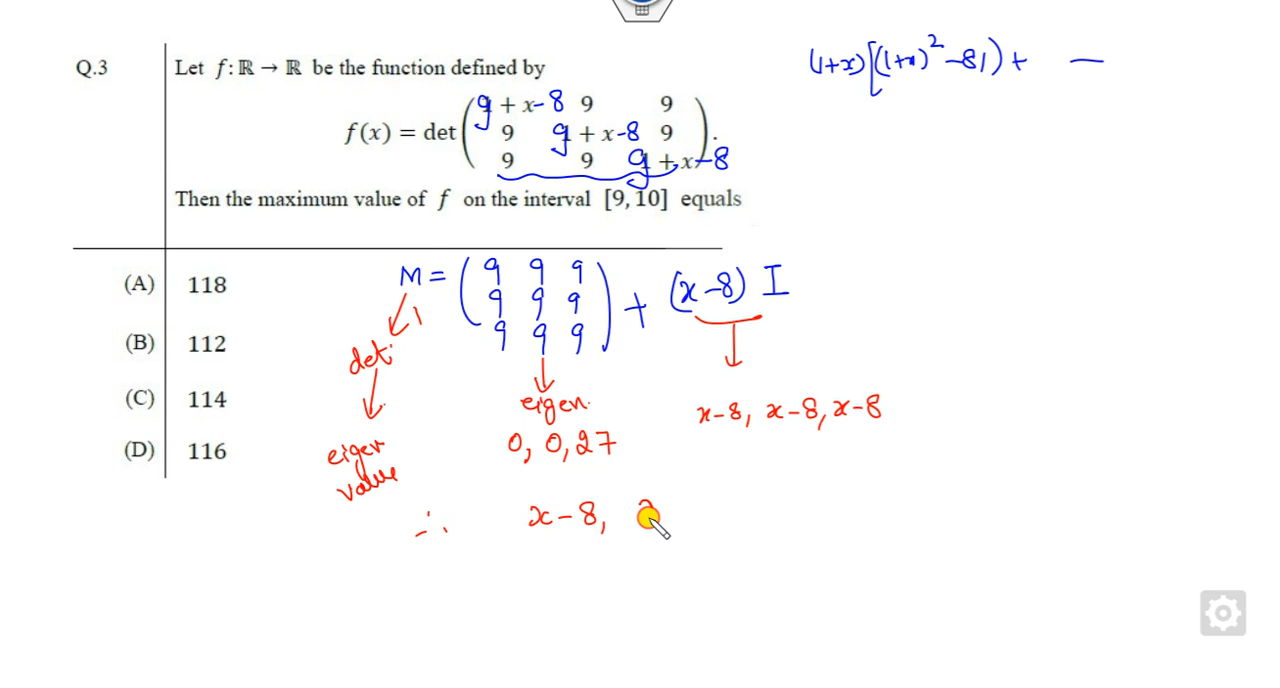 Q.3 Let f: ℝ → ℝ be the function defined by
(1+x)[(1+x)² -81) + —
9 + x-8 9 9
f(x) = det( 9 9 + x-8 9 ).
9 9 9 + x-8
Then the maximum value of f on the interval [9, 10] equals
(A) 118
(B) 112
(C) 114
(D) 116
M = ( 9 9 9
9 9 9 ) + (x-8) I
9 9 9
det.
eigen value
eigen.
0, 0, 27
x-8, x-8, x-8
∴ x-8,